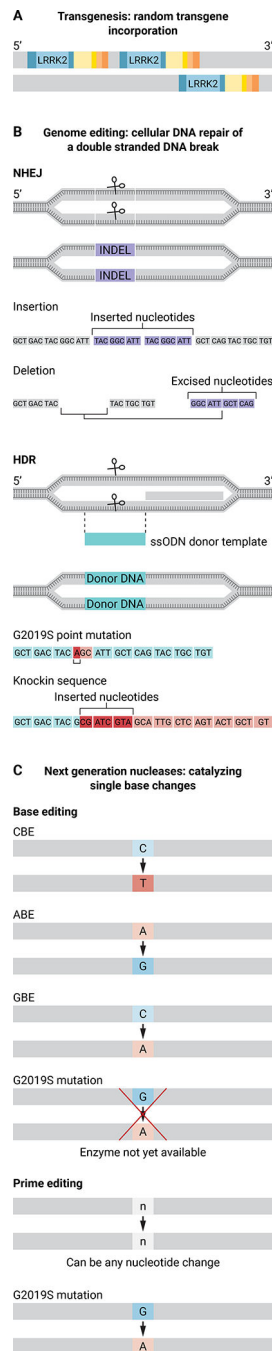 A Transgenesis: random transgene
incorporation
5' 3'
LRRK2 LRRK2
LRRK2
B Genome editing: cellular DNA repair of
a double stranded DNA break
NHEJ
5' 3'
INDEL
INDEL
Insertion
Inserted nucleotides
GCT GAC TAC GGC ATT TAC GGC ATT TAC GGC ATT GCT CAG TAC TGC TGT
Deletion
Excised nucleotides
GCT GAC TAC TAC TGC TGT GGC ATT GCT CAG
HDR
5' 3'
ssODN donor template
Donor DNA
Donor DNA
G2019S point mutation
GCT GAC TAC AGC ATT GCT CAG TAC TGC TGT
Knockin sequence
Inserted nucleotides
GCT GAC TAC GCG ATC GTA GCA TTG CTC AGT ACT GCT GT
C Next generation nucleases: catalyzing
single base changes
Base editing
CBE
C
T
ABE
A
G
GBE
C
A
G2019S mutation
G
A
Enzyme not yet available
Prime editing
n
n
Can be any nucleotide change
G2019S mutation
G
A